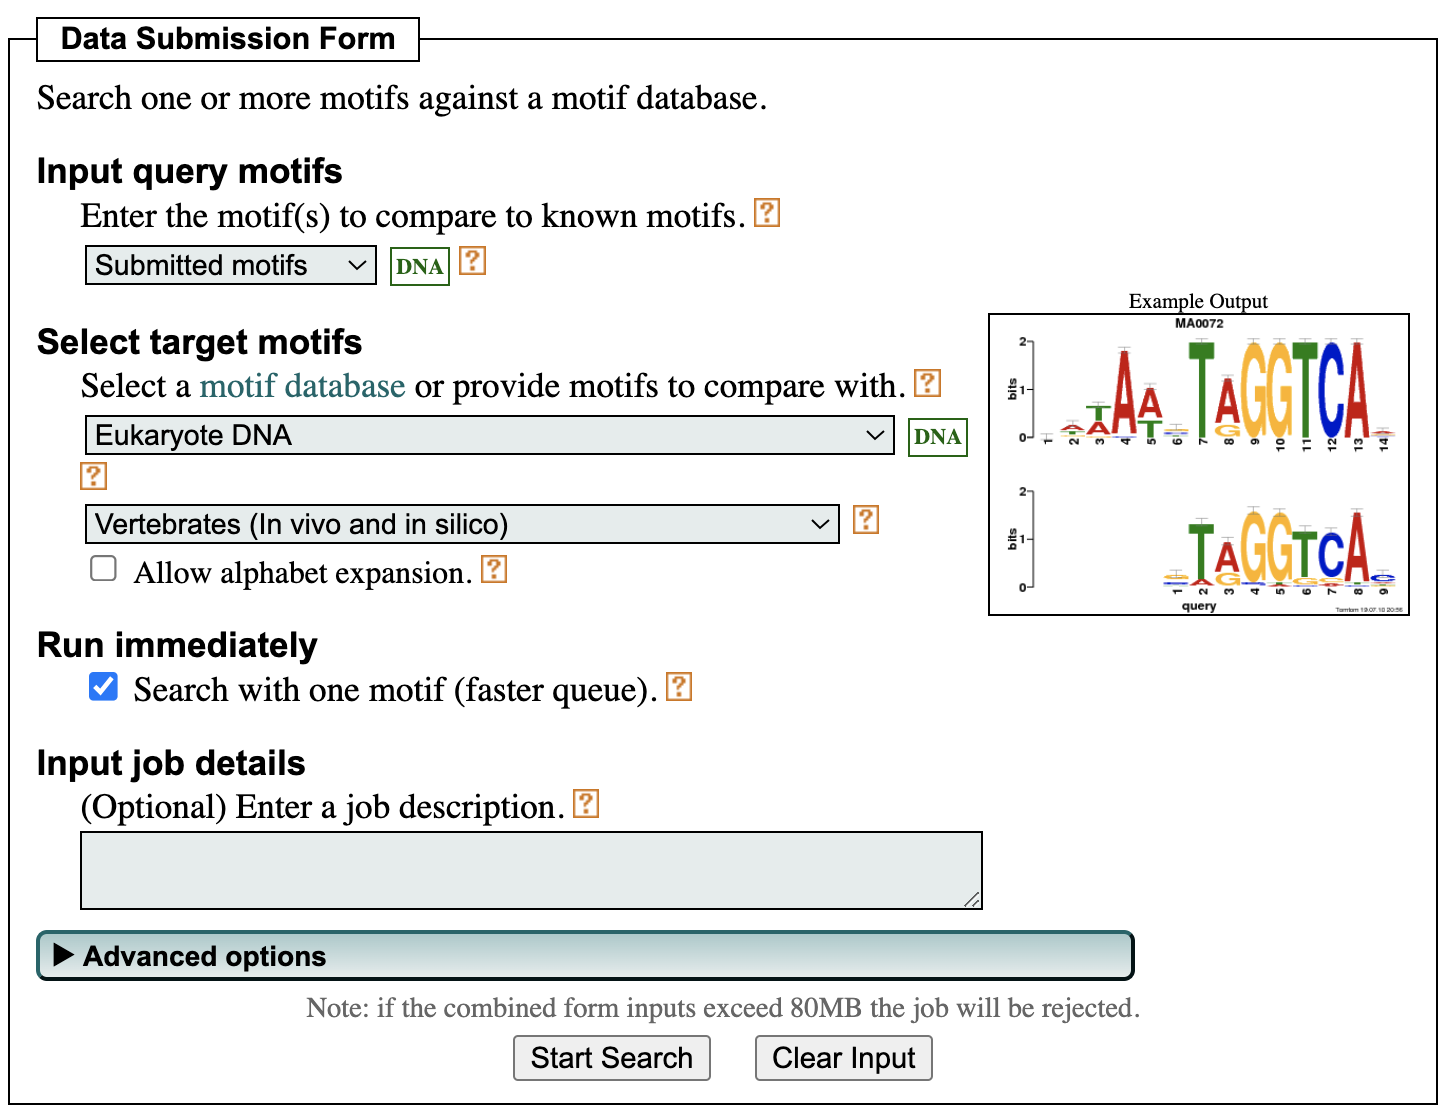 Data Submission Form
Search one or more motifs against a motif database.
Input query motifs
Enter the motif(s) to compare to known motifs. ?
Submitted motifs DNA ?
Select target motifs
Select a motif database or provide motifs to compare with. ?
Eukaryote DNA DNA
?
Vertebrates (In vivo and in silico) ?
Allow alphabet expansion. ?
Example Output
MA0072
2
bits
1
0
TAATAATTAGGGTCA
1 2 3 4 5 6 7 8 9 10 11 12 13 14
2
bits
1
0
TAGGTCA
1 2 3 4 5 6 7 8 9
query
Tomtom 19.07.10 20:56
Run immediately
Search with one motif (faster queue). ?
Input job details
(Optional) Enter a job description. ?
Advanced options
Note: if the combined form inputs exceed 80MB the job will be rejected.
Start Search Clear Input